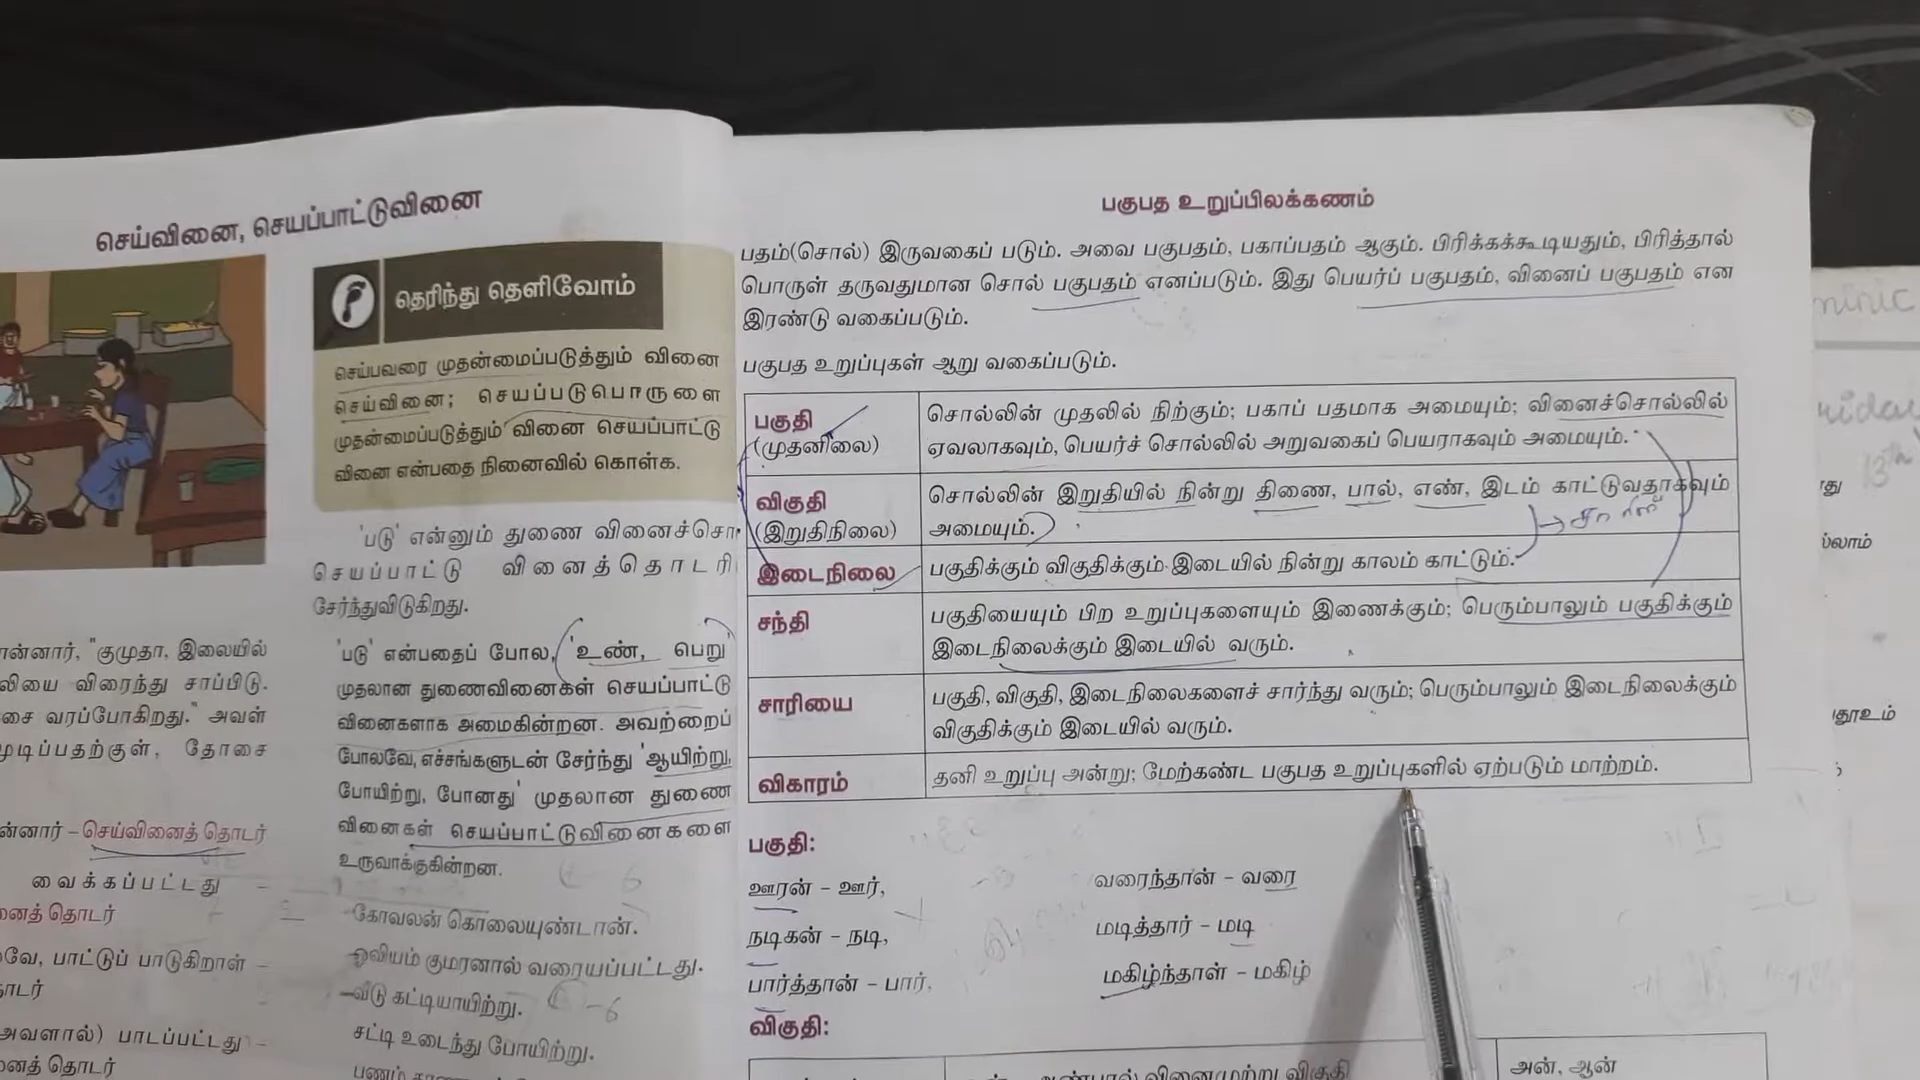 செய்வினை, செயப்பாட்டுவினை
தெரிந்து தெளிவோம்
செய்பவரை முதன்மைப்படுத்தும் வினை
செய்வினை; செயப்படுபொருளை
முதன்மைப்படுத்தும் வினை செயப்பாட்டு
வினை என்பதை நினைவில் கொள்க.
'படு' என்னும் துணை வினைச்சொ
செயப்பாட்டு வினைத்தொடரி
சேர்ந்துவிடுகிறது.
'படு' என்பதைப் போல, 'உண், பெறு'
முதலான துணைவினைகள் செயப்பாட்டு
வினைகளாக அமைகின்றன. அவற்றைப்
போலவே, எச்சங்களுடன் சேர்ந்து 'ஆயிற்று,
போயிற்று, போனது' முதலான துணை
வினைகள் செயப்பாட்டுவினைகளை
உருவாக்குகின்றன.
கோவலன் கொலையுண்டான்.
ஓவியம் குமரனால் வரையப்பட்டது.
வீடு கட்டியாயிற்று.
சட்டி உடைந்து போயிற்று.
ன்னார், "குமுதா, இலையில்
லியை விரைந்து சாப்பிடு.
சை வரப்போகிறது." அவள்
முடிப்பதற்குள், தோசை
ன்னார் – செய்வினைத் தொடர்
வைக்கப்பட்டது –
னைத் தொடர்
வே, பாட்டுப் பாடுகிறாள் –
டர்
அவளால்) பாடப்பட்டது –
னைத் தொடர்
பகுபத உறுப்பிலக்கணம்
பதம்(சொல்) இருவகைப் படும். அவை பகுபதம், பகாப்பதம் ஆகும். பிரிக்கக்கூடியதும், பிரித்தால்
பொருள் தருவதுமான சொல் பகுபதம் எனப்படும். இது பெயர்ப் பகுபதம், வினைப் பகுபதம் என
இரண்டு வகைப்படும்.
பகுபத உறுப்புகள் ஆறு வகைப்படும்.
பகுதி சொல்லின் முதலில் நிற்கும்; பகாப் பதமாக அமையும்; வினைச்சொல்லில்
(முதனிலை) ஏவலாகவும், பெயர்ச் சொல்லில் அறுவகைப் பெயராகவும் அமையும்.
விகுதி சொல்லின் இறுதியில் நின்று திணை, பால், எண், இடம் காட்டுவதாகவும்
(இறுதிநிலை) அமையும்.
இடைநிலை பகுதிக்கும் விகுதிக்கும் இடையில் நின்று காலம் காட்டும்.
சந்தி பகுதியையும் பிற உறுப்புகளையும் இணைக்கும்; பெரும்பாலும் பகுதிக்கும்
இடைநிலைக்கும் இடையில் வரும்.
சாரியை பகுதி, விகுதி, இடைநிலைகளைச் சார்ந்து வரும்; பெரும்பாலும் இடைநிலைக்கும்
விகுதிக்கும் இடையில் வரும்.
விகாரம் தனி உறுப்பு அன்று; மேற்கண்ட பகுபத உறுப்புகளில் ஏற்படும் மாற்றம்.
பகுதி:
ஊரன் – ஊர், வரைந்தான் – வரை
நடிகன் – நடி, மடித்தார் – மடி
பார்த்தான் – பார், மகிழ்ந்தாள் – மகிழ்
விகுதி:
ஆண்பால் வினைமுற்று விகுதி அன், ஆன்
13th